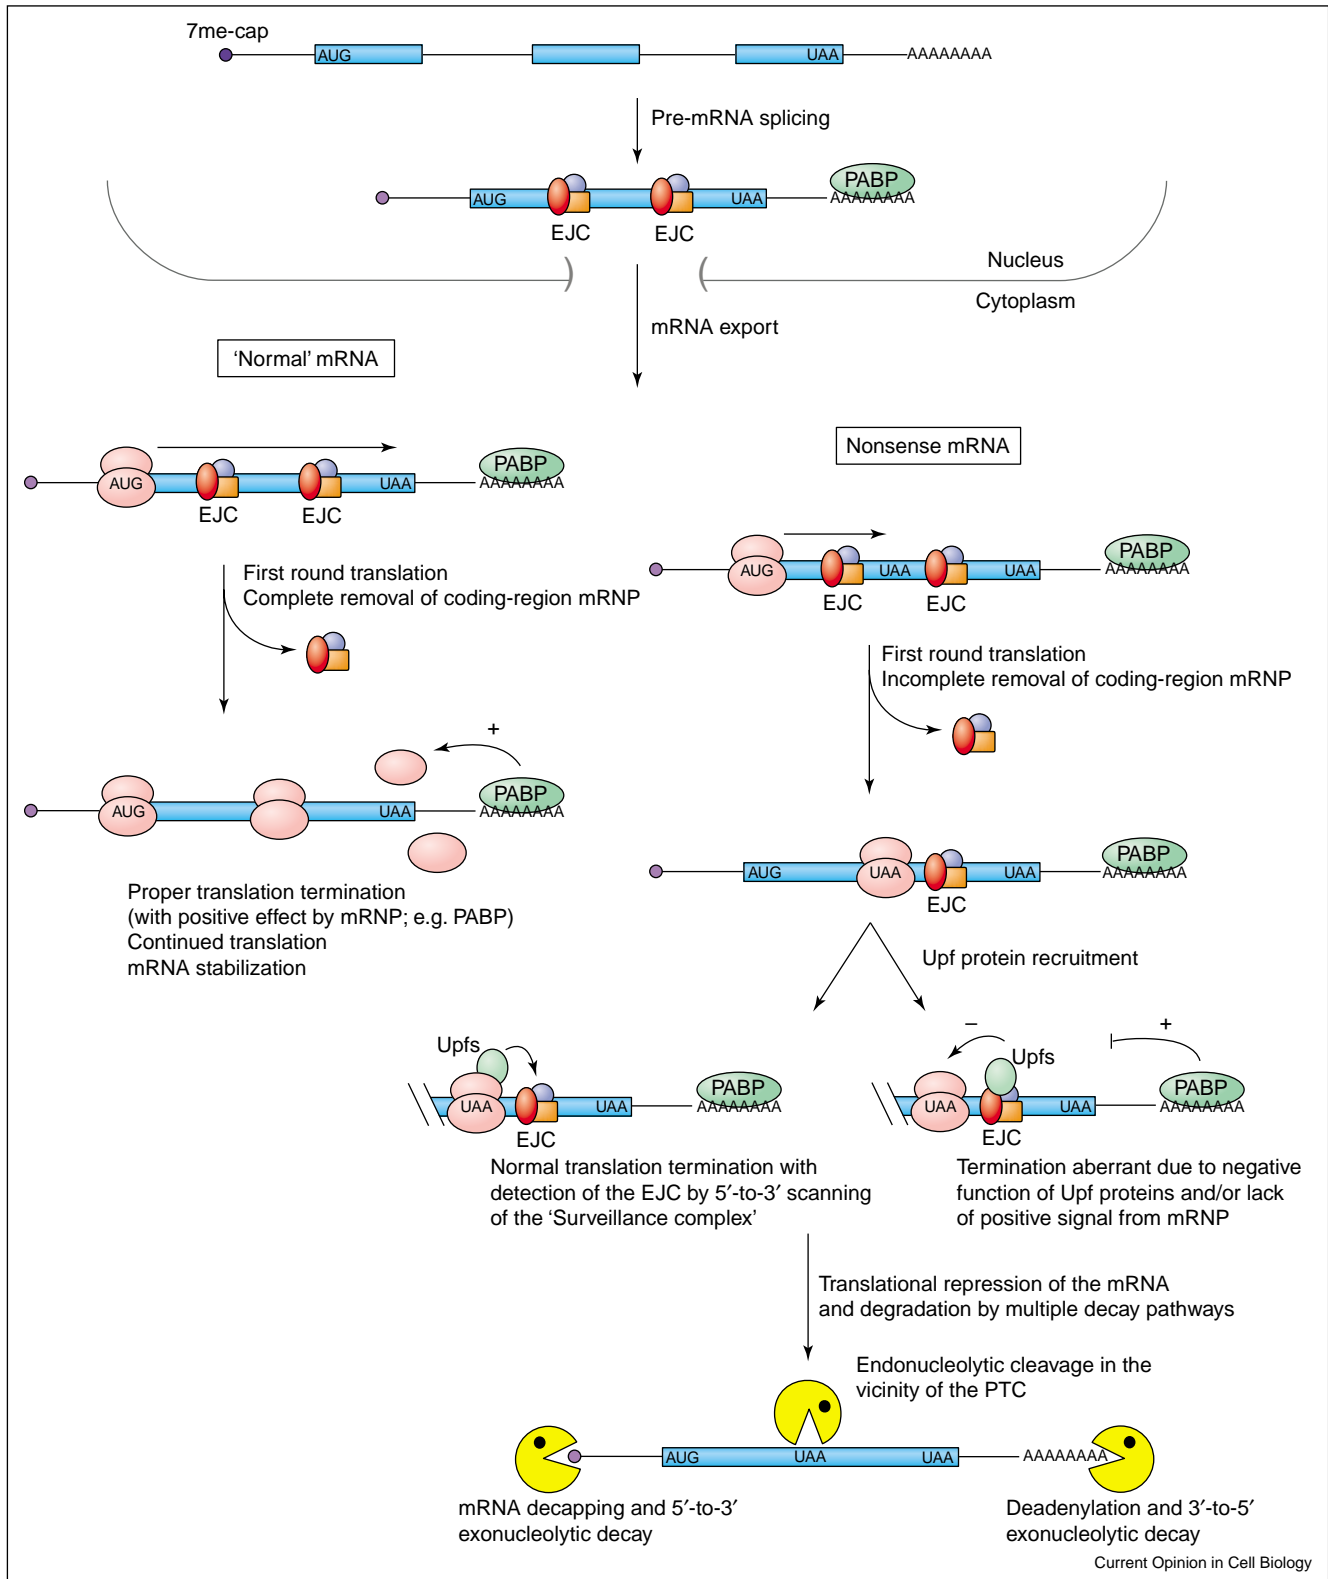 7me-cap
AUG
UAA
AAAAAAAA
Pre-mRNA splicing
PABP
AUG
UAA
AAAAAAAA
EJC
EJC
Nucleus
Cytoplasm
mRNA export
'Normal' mRNA
Nonsense mRNA
PABP
AUG
UAA
AAAAAAAA
EJC
EJC
PABP
AUG
UAA
UAA
AAAAAAAA
EJC
EJC
First round translation
Complete removal of coding-region mRNP
First round translation
Incomplete removal of coding-region mRNP
+
PABP
AUG
UAA
AAAAAAAA
PABP
AUG
UAA
UAA
AAAAAAAA
EJC
Proper translation termination
(with positive effect by mRNP; e.g. PABP)
Continued translation
mRNA stabilization
Upf protein recruitment
Upfs
PABP
UAA
UAA
AAAAAAAA
EJC
–
+
Upfs
PABP
UAA
UAA
AAAAAAAA
EJC
Normal translation termination with
detection of the EJC by 5′-to-3′ scanning
of the 'Surveillance complex'
Termination aberrant due to negative
function of Upf proteins and/or lack
of positive signal from mRNP
Translational repression of the mRNA
and degradation by multiple decay pathways
Endonucleolytic cleavage in the
vicinity of the PTC
AUG
UAA
UAA
AAAAAAAA
mRNA decapping and 5′-to-3′
exonucleolytic decay
Deadenylation and 3′-to-5′
exonucleolytic decay
Current Opinion in Cell Biology